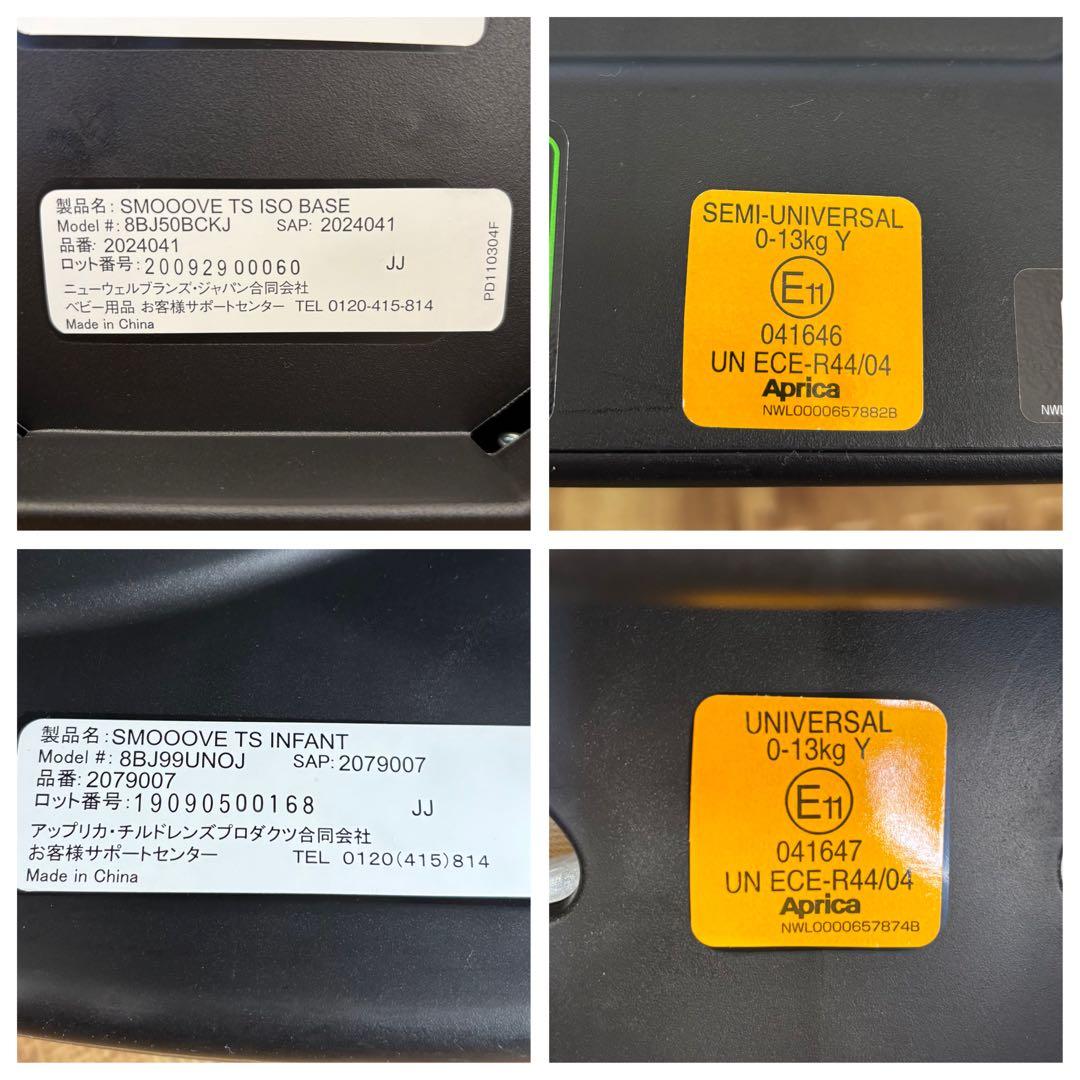 製品名: SMOOOVE TS ISO BASE
Model #: 8BJ50BCKJ SAP: 2024041
品番: 2024041
ロット番号: 20092900060 JJ
ニューウェルブランズ・ジャパン合同会社
ベビー用品 お客様サポートセンター TEL 0120-415-814
Made in China
PD110304F
SEMI-UNIVERSAL
0-13kg Y
E11
041646
UN ECE-R44/04
Aprica
NWL0000657882B
NWL
製品名: SMOOOVE TS INFANT
Model #: 8BJ99UNOJ SAP: 2079007
品番: 2079007
ロット番号: 19090500168 JJ
アップリカ・チルドレンズプロダクツ合同会社
お客様サポートセンター TEL 0120(415)814
Made in China
UNIVERSAL
0-13kg Y
E11
041647
UN ECE-R44/04
Aprica
NWL0000657874B